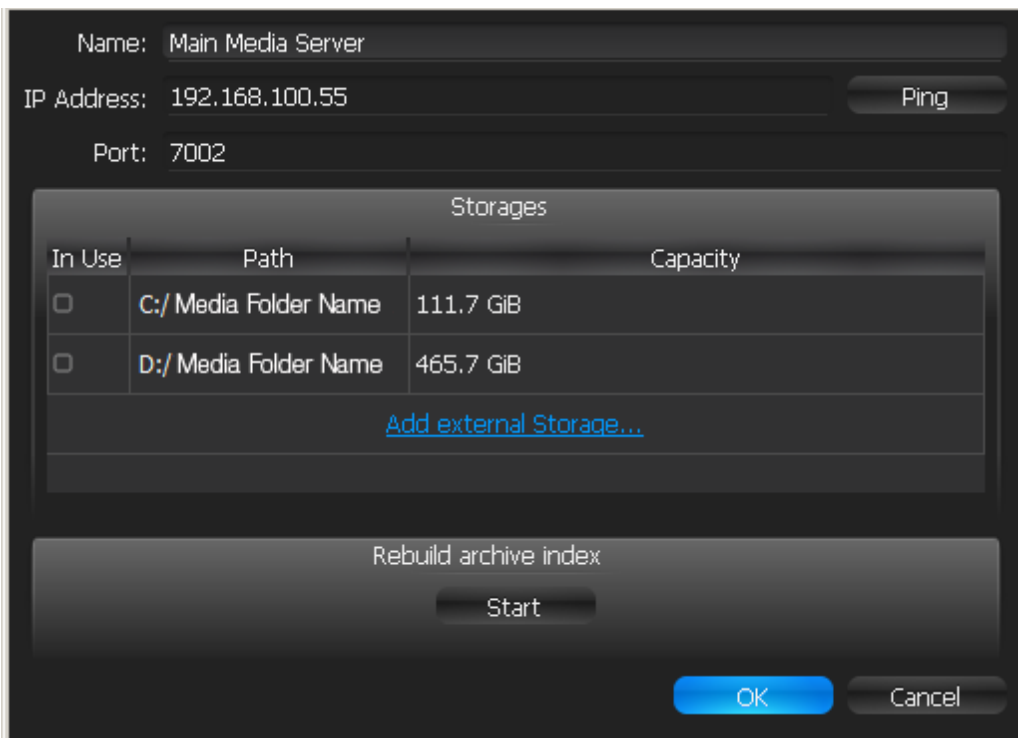 Name: Main Media Server
IP Address: 192.168.100.55 Ping
Port: 7002
Storages
In Use Path Capacity
C:/ Media Folder Name 111.7 GiB
D:/ Media Folder Name 465.7 GiB
Add external Storage...
Rebuild archive index
Start
OK Cancel